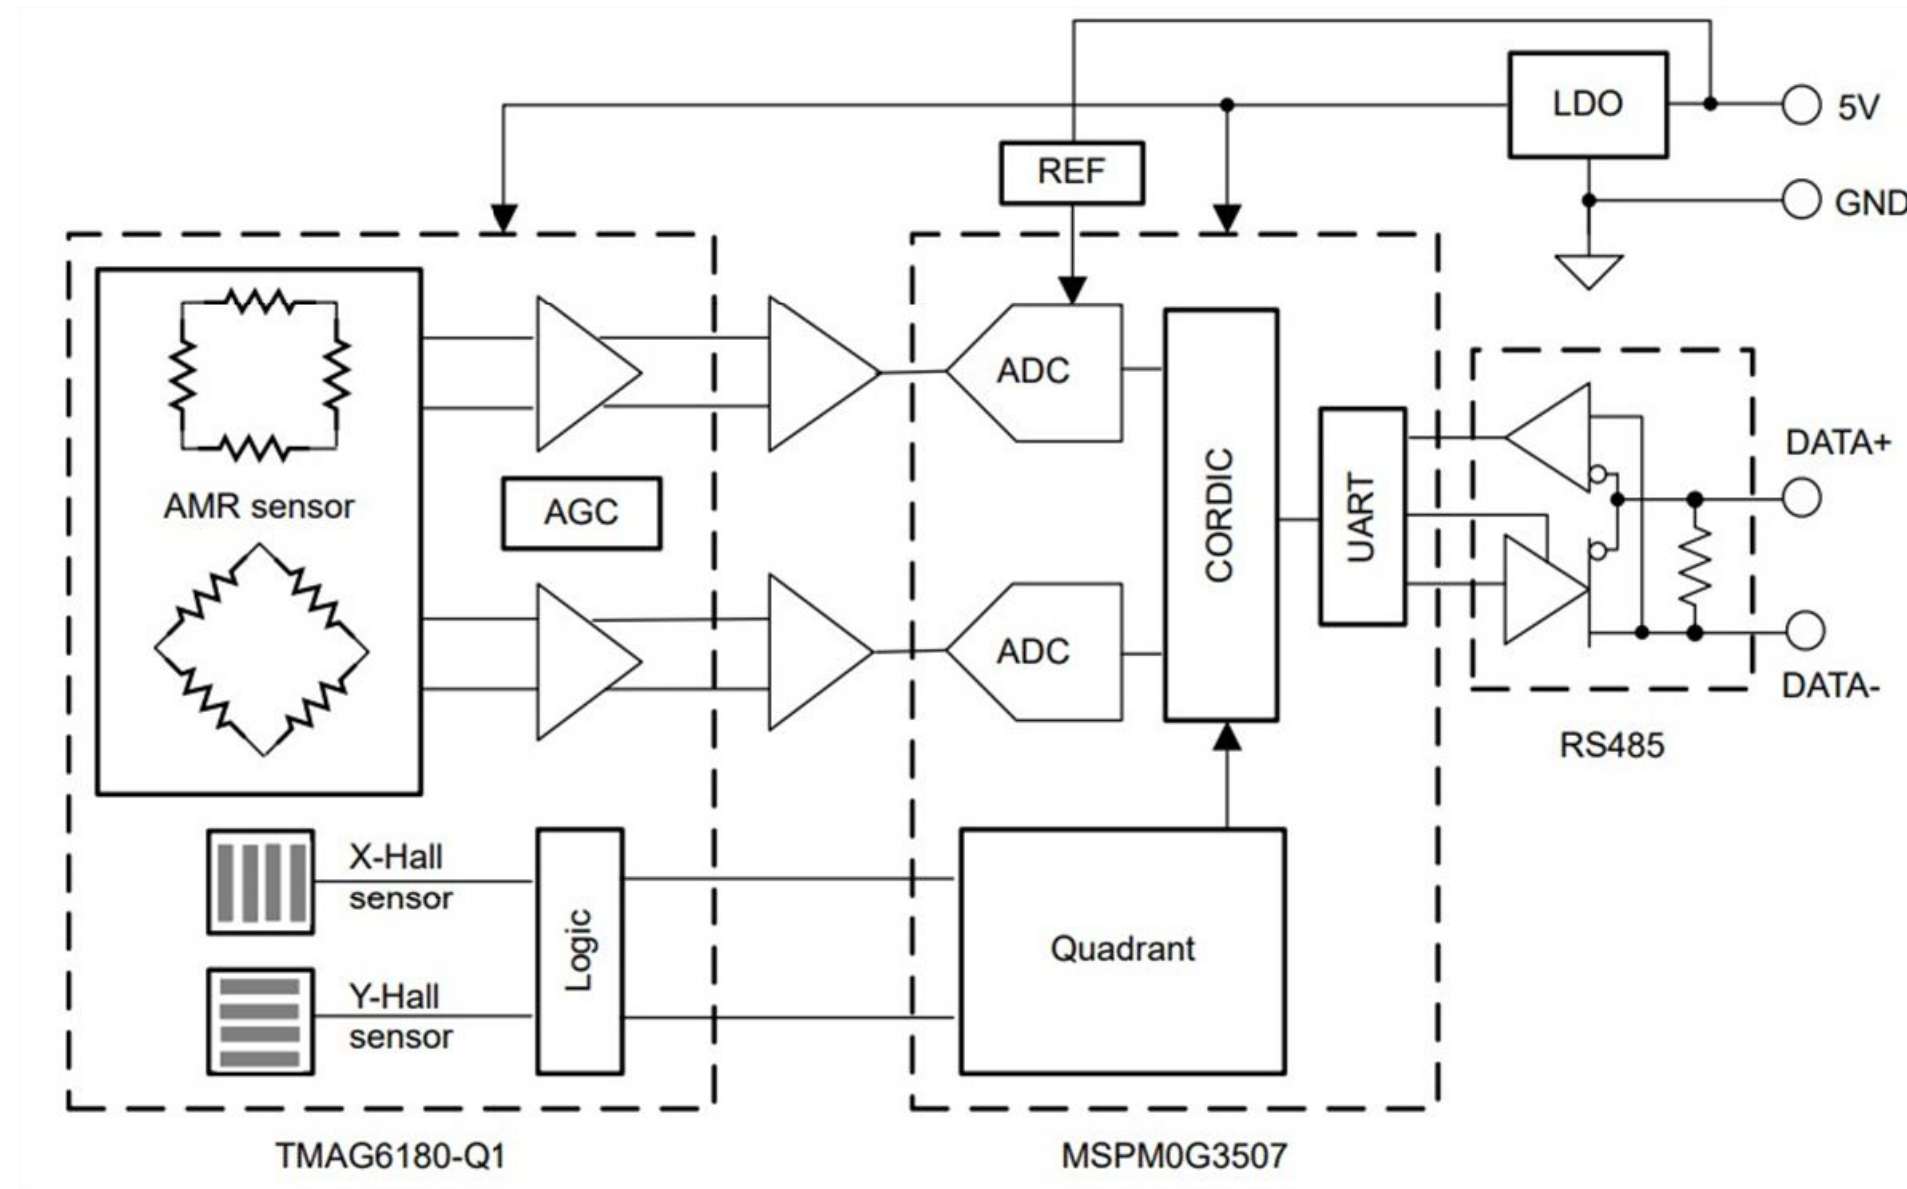 LDO
5V
REF
GND
ADC
DATA+
AMR sensor
AGC
CORDIC
UART
ADC
DATA-
RS485
X-Hall
sensor
Logic
Quadrant
Y-Hall
sensor
TMAG6180-Q1
MSPM0G3507